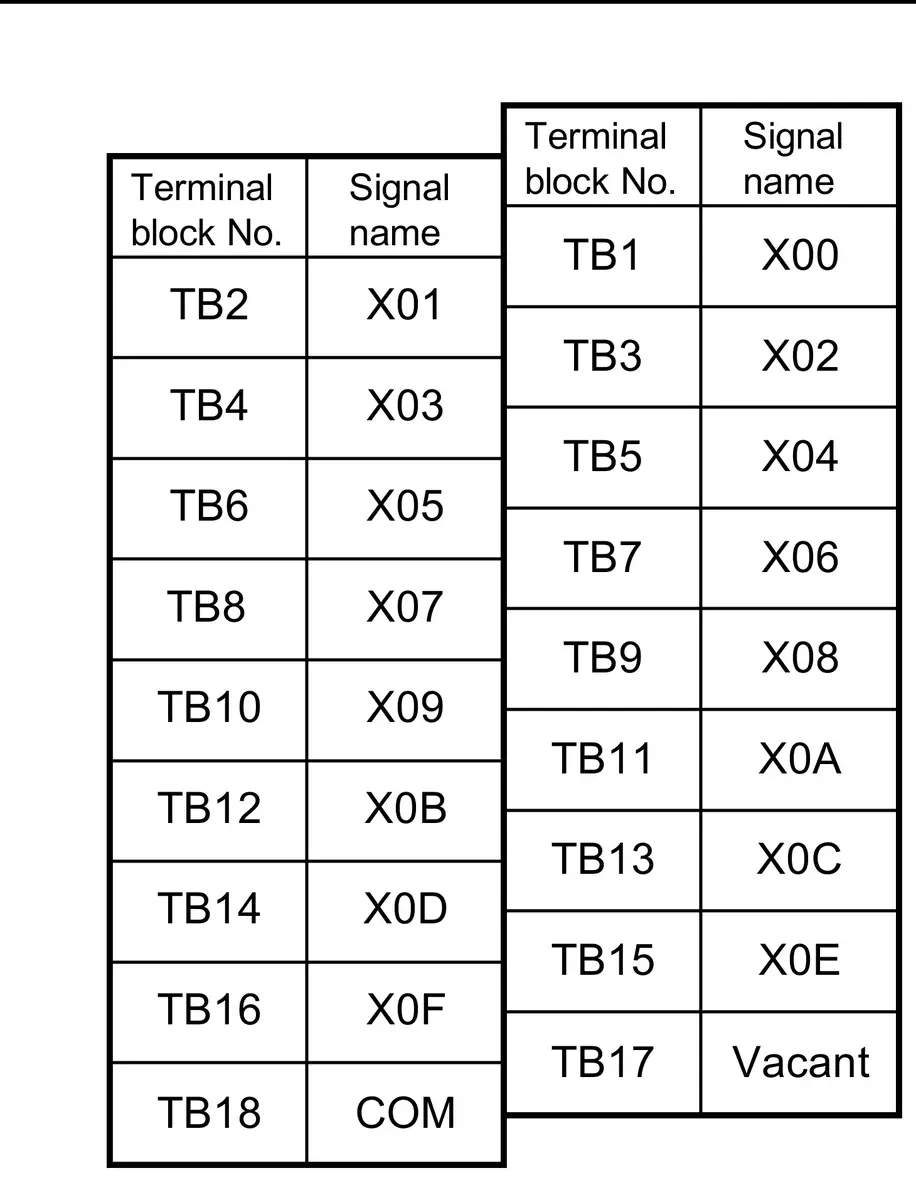 Terminal
block No.
Signal
name
TB2 X01
TB4 X03
TB6 X05
TB8 X07
TB10 X09
TB12 X0B
TB14 X0D
TB16 X0F
TB18 COM
Terminal
block No.
Signal
name
TB1 X00
TB3 X02
TB5 X04
TB7 X06
TB9 X08
TB11 X0A
TB13 X0C
TB15 X0E
TB17 Vacant